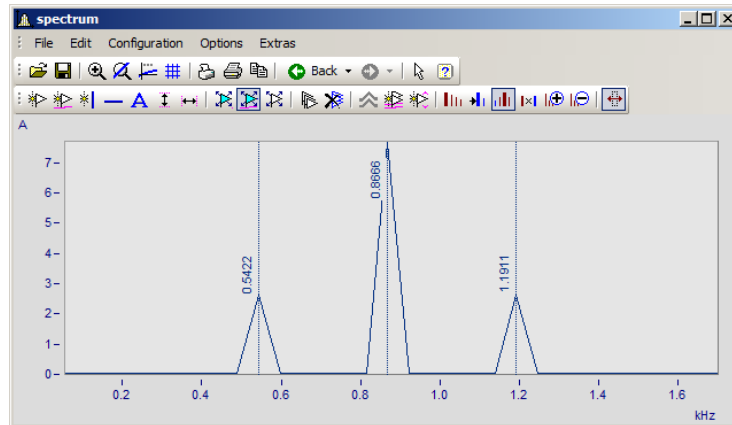 spectrum
File Edit Configuration Options Extras
Back
A
A
7
6
5
4
3
2
1
0
0.5422
0.8666
1.1911
0.2 0.4 0.6 0.8 1.0 1.2 1.4 1.6
kHz